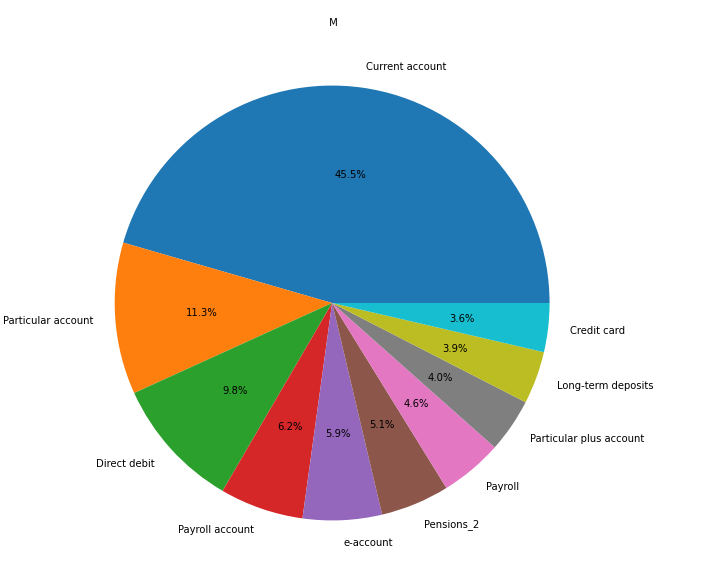 M
Current account
45.5%
Particular account
11.3%
Direct debit
9.8%
Payroll account
6.2%
e-account
5.9%
Pensions_2
5.1%
Payroll
4.6%
Particular plus account
4.0%
Long-term deposits
3.9%
Credit card
3.6%